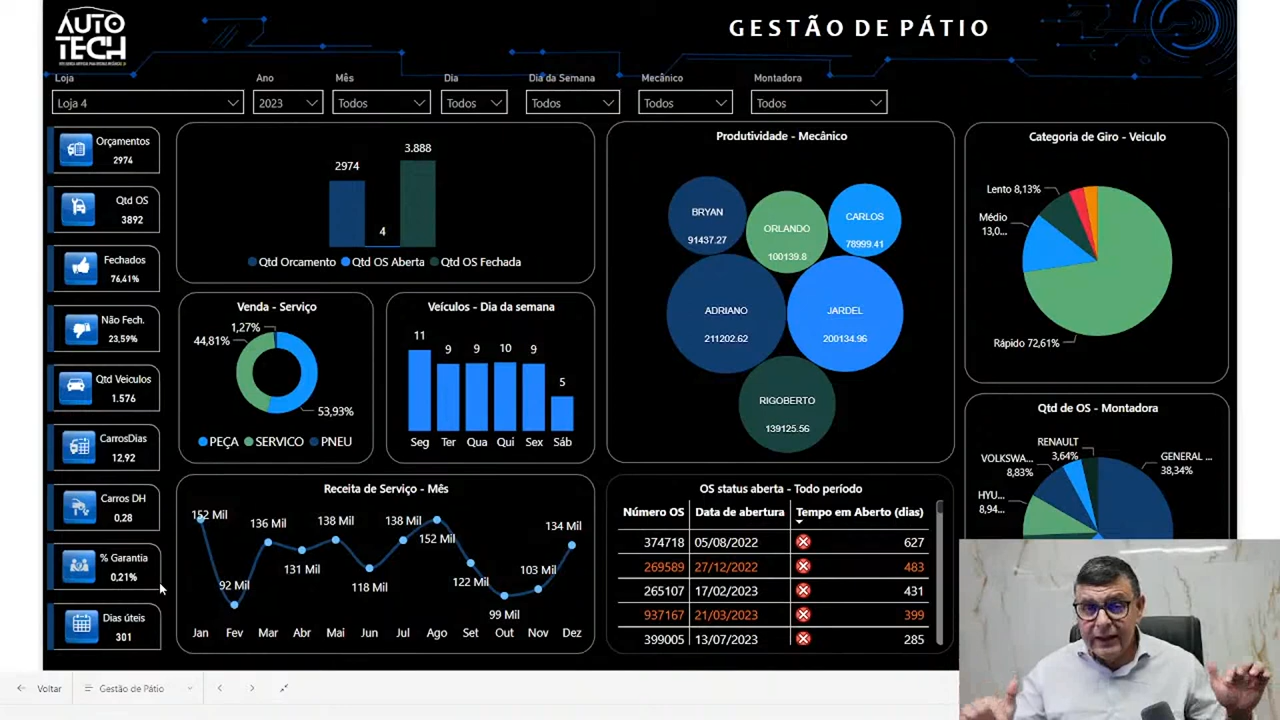 AUTO
TECH
GESTÃO DE PÁTIO
Loja
Ano
Mês
Dia
Dia da Semana
Mecânico
Montadora
Loja 4
2023
Todos
Todos
Todos
Todos
Todos
Orçamentos
2974
Qtd OS
3892
Fechados
76,41%
Não Fech.
23,59%
Qtd Veiculos
1.576
CarrosDias
12,92
Carros DH
0,28
% Garantia
0,21%
Dias úteis
301
2974
4
3.888
Qtd Orcamento
Qtd OS Aberta
Qtd OS Fechada
Venda - Serviço
1,27%
44,81%
53,93%
PEÇA
SERVICO
PNEU
Veículos - Dia da semana
11
9
9
10
9
5
Seg
Ter
Qua
Qui
Sex
Sáb
Receita de Serviço - Mês
152 Mil
92 Mil
136 Mil
131 Mil
138 Mil
118 Mil
138 Mil
152 Mil
122 Mil
99 Mil
103 Mil
134 Mil
Jan
Fev
Mar
Abr
Mai
Jun
Jul
Ago
Set
Out
Nov
Dez
Produtividade - Mecânico
BRYAN
91437.27
ORLANDO
100139.8
CARLOS
78999.41
ADRIANO
211202.62
JARDEL
200134.96
RIGOBERTO
139125.56
OS status aberta - Todo período
Número OS Data de abertura Tempo em Aberto (dias)
374718 05/08/2022 627
269589 27/12/2022 483
265107 17/02/2023 431
937167 21/03/2023 399
399005 13/07/2023 285
Categoria de Giro - Veiculo
Lento 8,13%
Médio
13,0...
Rápido 72,61%
Qtd de OS - Montadora
RENAULT
3,64%
VOLKSWA...
8,83%
GENERAL ...
38,34%
HYU...
8,94...
Voltar
Gestão de Pátio